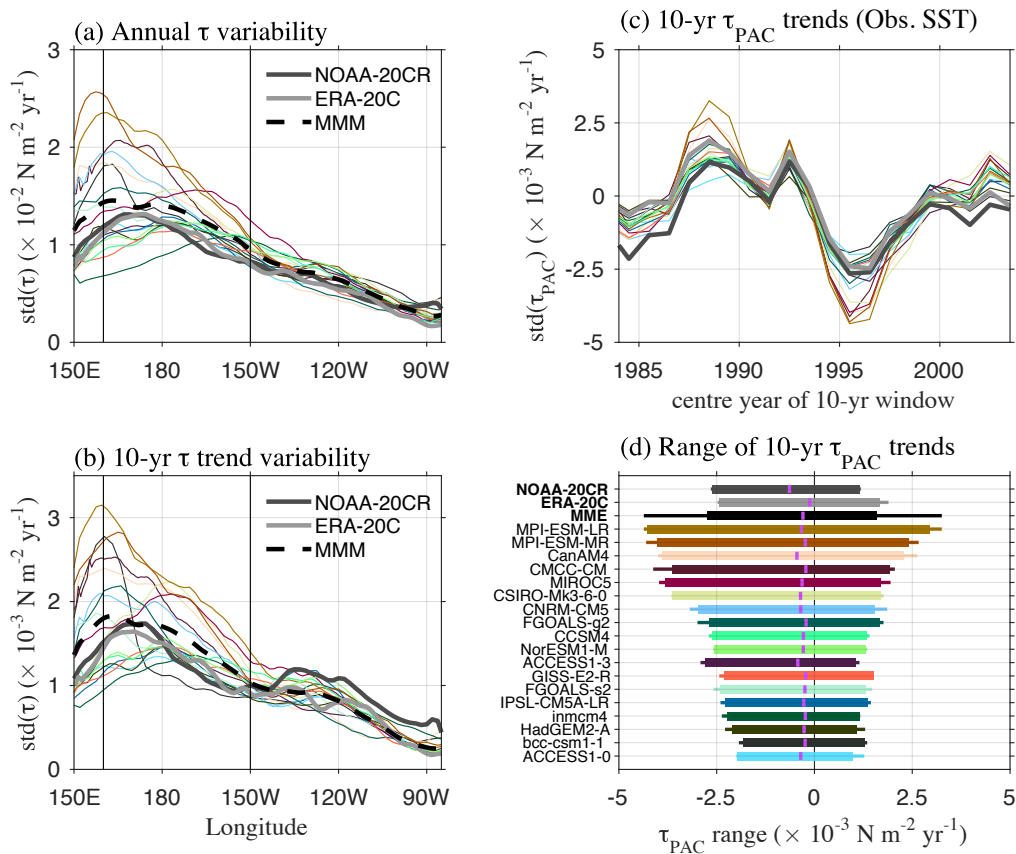 (a) Annual τ variability
3
2
1
0
std(τ) (× 10⁻² N m⁻² yr⁻¹)
150E 180 150W 120W 90W
NOAA-20CR
ERA-20C
MMM
(b) 10-yr τ trend variability
3
2
1
0
std(τ) (× 10⁻³ N m⁻² yr⁻¹)
150E 180 150W 120W 90W
Longitude
NOAA-20CR
ERA-20C
MMM
(c) 10-yr τ_PAC trends (Obs. SST)
5
2.5
0
-2.5
-5
std(τ_PAC) (× 10⁻³ N m⁻² yr⁻¹)
1985 1990 1995 2000
centre year of 10-yr window
(d) Range of 10-yr τ_PAC trends
NOAA-20CR
ERA-20C
MME
MPI-ESM-LR
MPI-ESM-MR
CanAM4
CMCC-CM
MIROC5
CSIRO-Mk3-6-0
CNRM-CM5
FGOALS-g2
CCSM4
NorESM1-M
ACCESS1-3
GISS-E2-R
FGOALS-s2
IPSL-CM5A-LR
inmcm4
HadGEM2-A
bcc-csm1-1
ACCESS1-0
-5 -2.5 0 2.5 5
τ_PAC range (× 10⁻³ N m⁻² yr⁻¹)